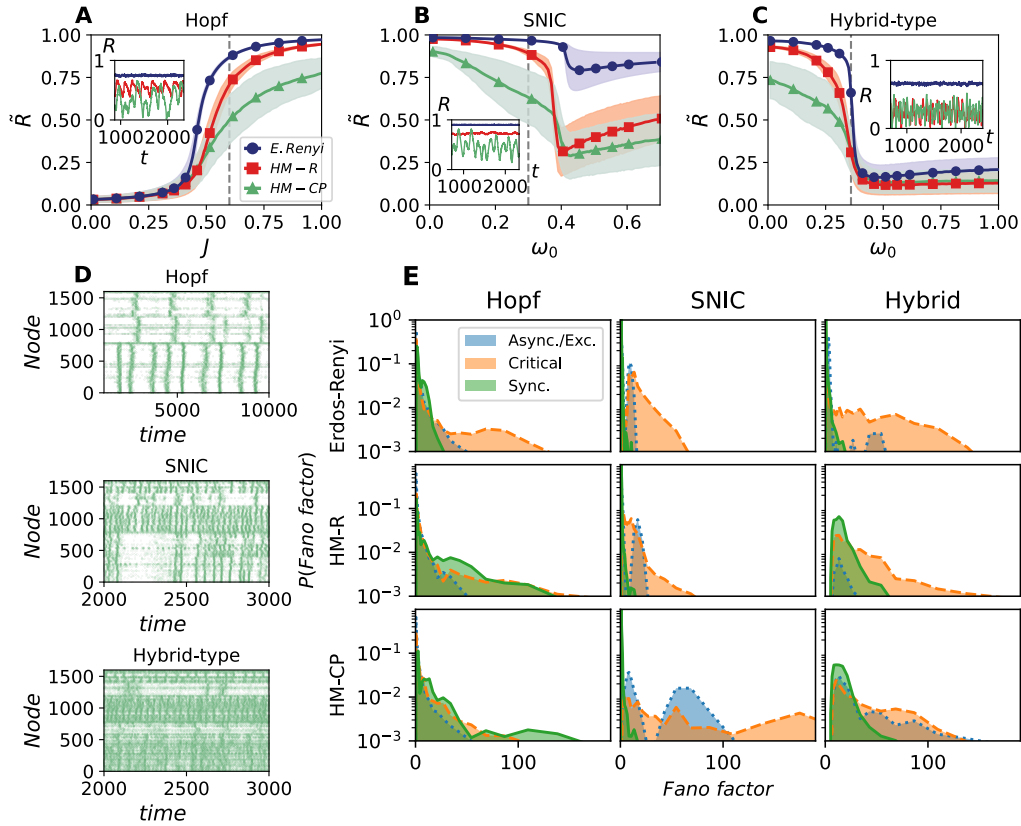 A Hopf
B SNIC
C Hybrid-type
1.00
0.75
0.50
0.25
0.00
R̃
R
1
0
1000 2000
t
E. Renyi
HM − R
HM − CP
0.00 0.25 0.50 0.75 1.00
J
1.00
0.75
0.50
0.25
0.00
R̃
R
1
0
1000 2000
t
0.0 0.2 0.4 0.6
ω0
1.00
0.75
0.50
0.25
0.00
R̃
R
1
0
1000 2000
t
0.00 0.25 0.50 0.75 1.00
ω0
D
Hopf
Node
1500
1000
500
0
5000 10000
time
SNIC
Node
1500
1000
500
0
2000 2500 3000
time
Hybrid-type
Node
1500
1000
500
0
2000 2500 3000
time
E
Hopf SNIC Hybrid
P(Fano factor)
Erdos-Renyi
10⁰
10⁻¹
10⁻²
10⁻³
Async./Exc.
Critical
Sync.
HM-R
10⁻¹
10⁻²
10⁻³
HM-CP
10⁻¹
10⁻²
10⁻³
0 100 0 100 0 100
Fano factor